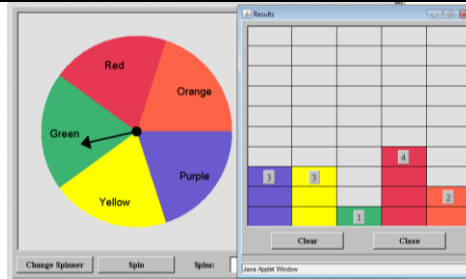 Red
Orange
Green
Purple
Yellow
Change Spinner
Spin
Spins:
Results
3
3
1
4
2
Clear
Close
Java Applet Window